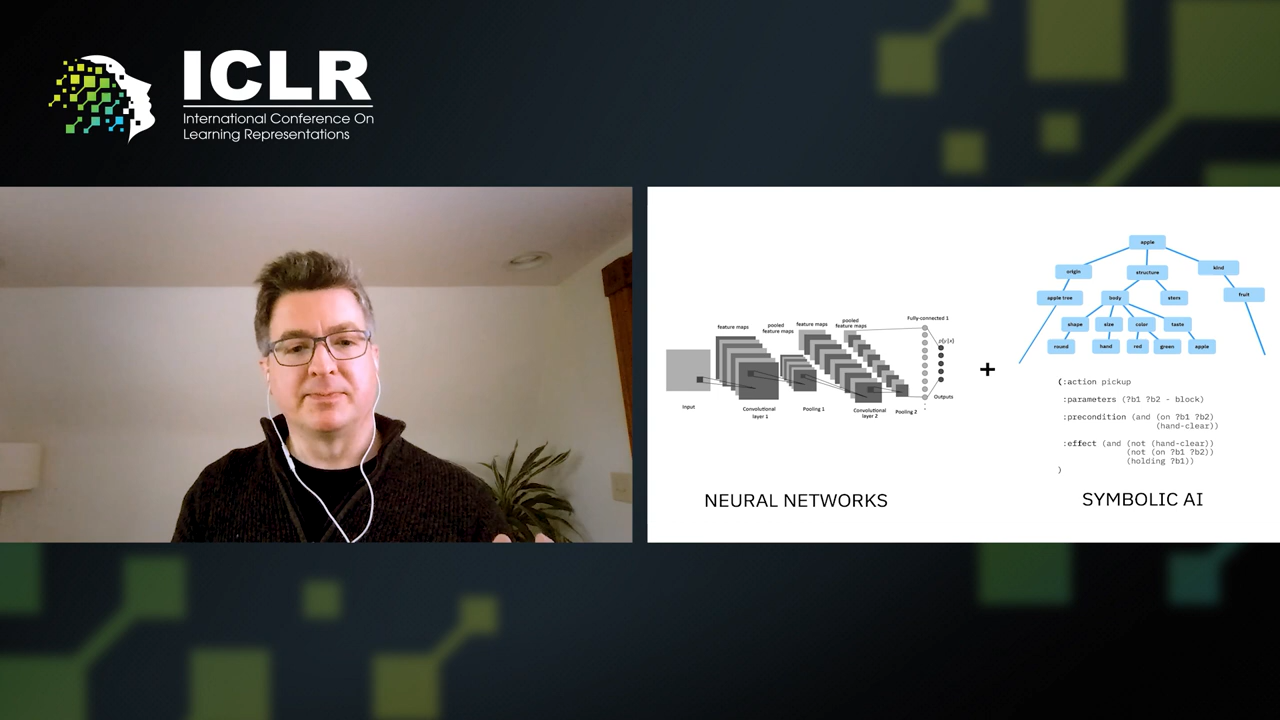 ICLR
International Conference On
Learning Representations
feature maps
pooled
feature maps
feature maps
pooled
feature maps
Fully-connected 1
p(y|x)
Input
Convolutional
layer 1
Pooling 1
Convolutional
layer 2
Pooling 2
Outputs
NEURAL NETWORKS
+
apple
origin
structure
kind
apple tree
body
stem
fruit
shape
size
color
taste
round
hand
red
green
apple
(:action pickup
:parameters (?b1 ?b2 - block)
:precondition (and (on ?b1 ?b2)
(hand-clear))
:effect (and (not (hand-clear))
(not (on ?b1 ?b2))
(holding ?b1))
)
SYMBOLIC AI